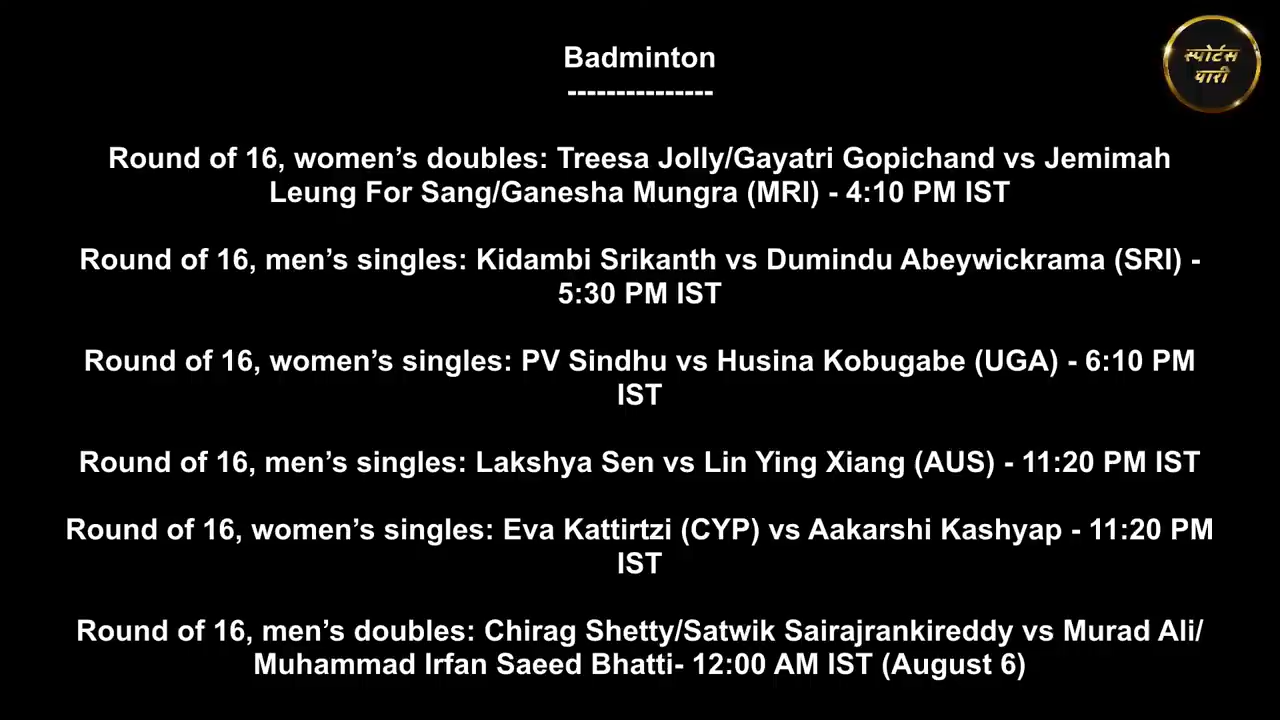 Badminton
---------------
स्पोर्टस
पारी
Round of 16, women’s doubles: Treesa Jolly/Gayatri Gopichand vs Jemimah
Leung For Sang/Ganesha Mungra (MRI) - 4:10 PM IST
Round of 16, men’s singles: Kidambi Srikanth vs Dumindu Abeywickrama (SRI) -
5:30 PM IST
Round of 16, women’s singles: PV Sindhu vs Husina Kobugabe (UGA) - 6:10 PM
IST
Round of 16, men’s singles: Lakshya Sen vs Lin Ying Xiang (AUS) - 11:20 PM IST
Round of 16, women’s singles: Eva Kattirtzi (CYP) vs Aakarshi Kashyap - 11:20 PM
IST
Round of 16, men’s doubles: Chirag Shetty/Satwik Sairajrankireddy vs Murad Ali/
Muhammad Irfan Saeed Bhatti- 12:00 AM IST (August 6)